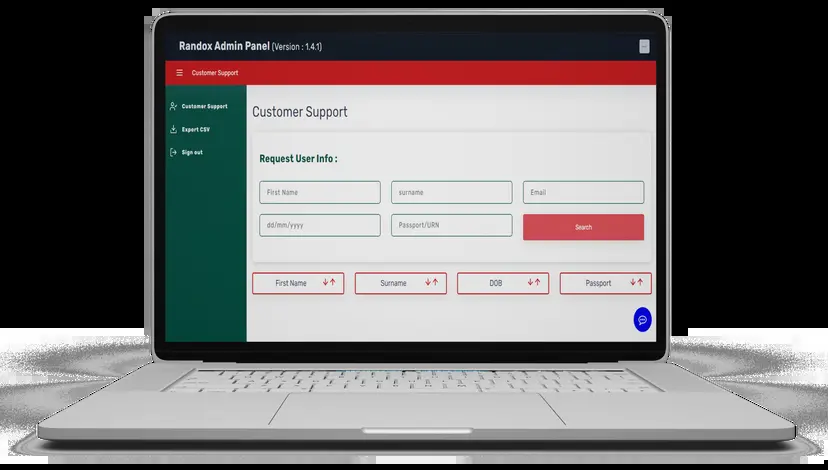 Randox Admin Panel (Version : 1.4.1)
Customer Support
Customer Support
Export CSV
Sign out
Customer Support
Request User Info :
First Name
surname
Email
dd/mm/yyyy
Passport/URN
Search
First Name
Surname
DOB
Passport